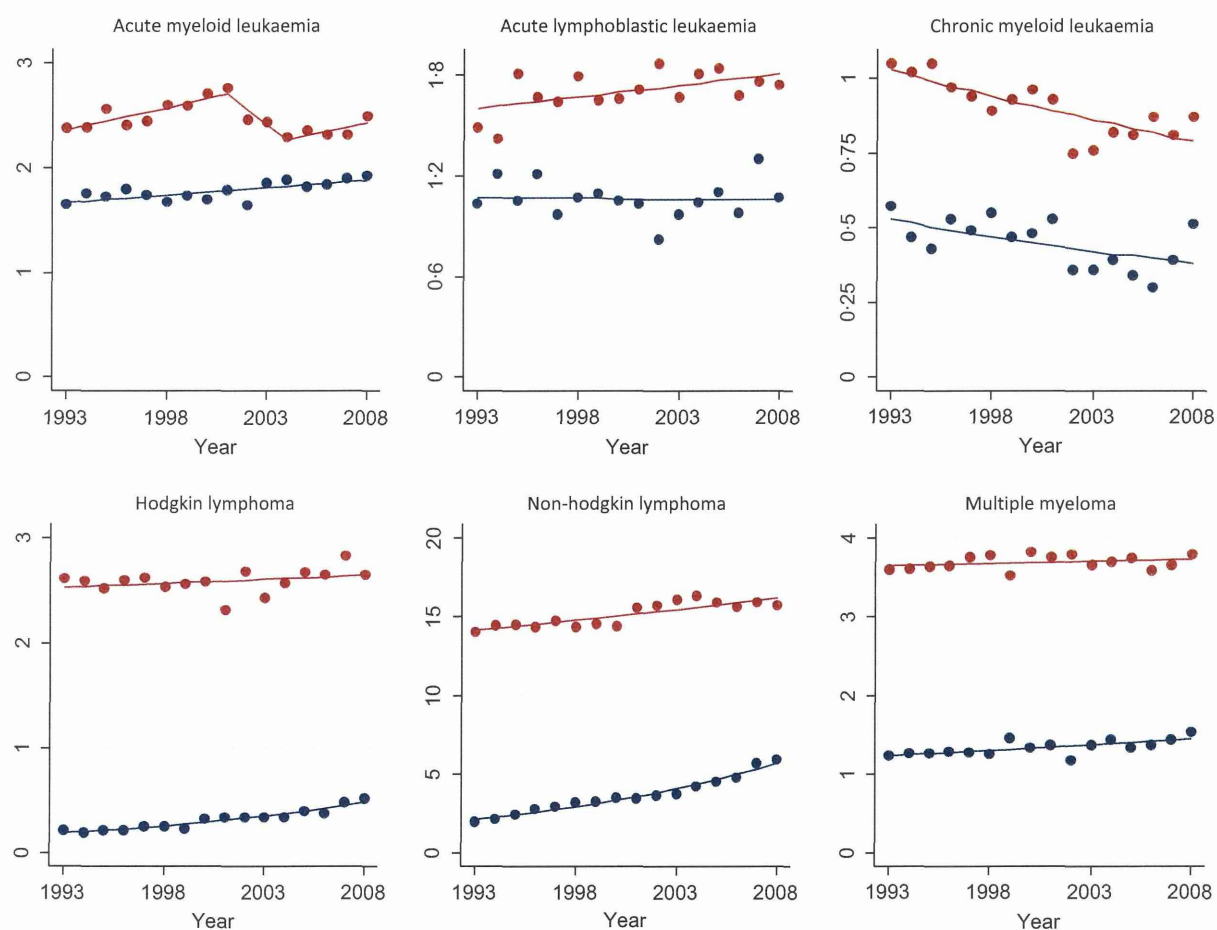 Acute myeloid leukaemia
3
2
1
0
1993 1998 2003 2008
Year
Acute lymphoblastic leukaemia
1·8
1·2
0·6
0
1993 1998 2003 2008
Year
Chronic myeloid leukaemia
1
0·75
0·5
0·25
0
1993 1998 2003 2008
Year
Hodgkin lymphoma
3
2
1
0
1993 1998 2003 2008
Year
Non-hodgkin lymphoma
20
15
10
5
0
1993 1998 2003 2008
Year
Multiple myeloma
4
3
2
1
0
1993 1998 2003 2008
Year